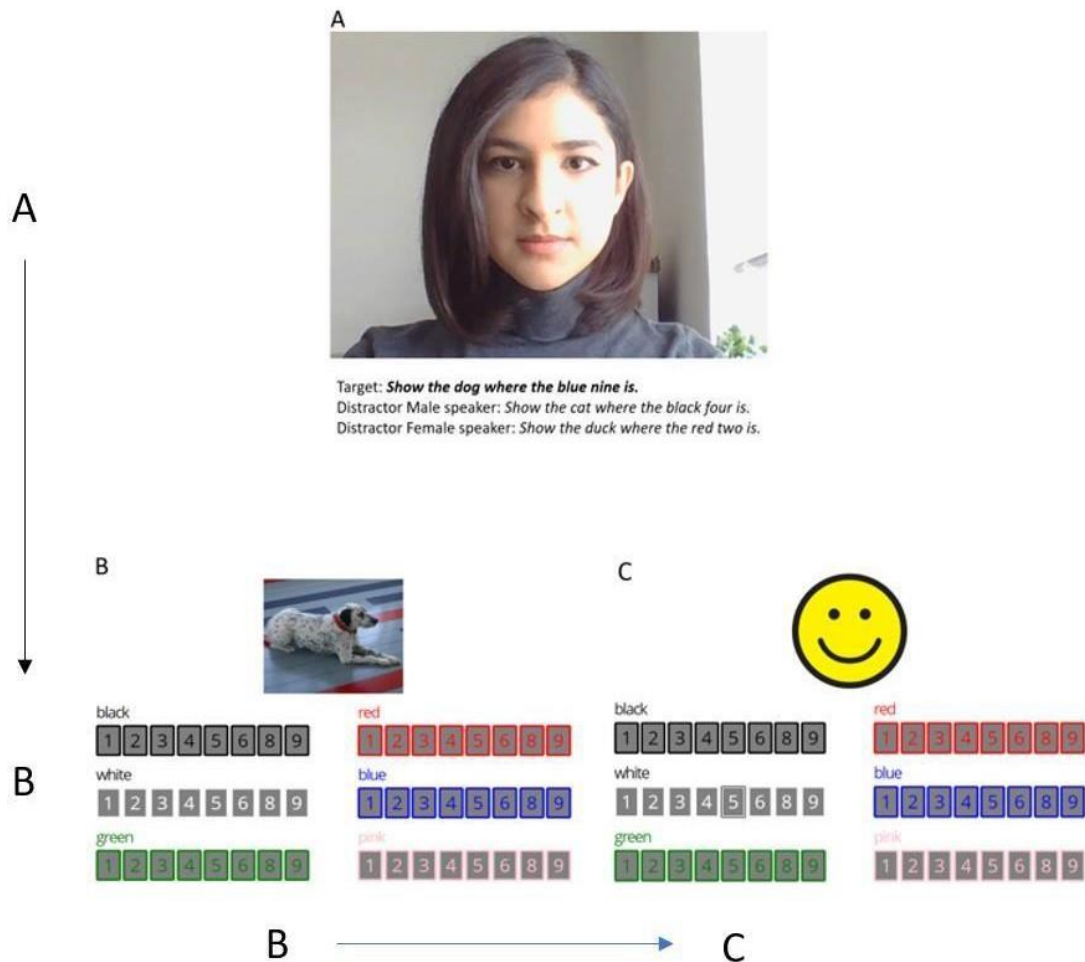 A
A
Target: Show the dog where the blue nine is.
Distractor Male speaker: Show the cat where the black four is.
Distractor Female speaker: Show the duck where the red two is.
B
black
1 2 3 4 5 6 8 9
red
1 2 3 4 5 6 8 9
white
1 2 3 4 5 6 8 9
blue
1 2 3 4 5 6 8 9
green
1 2 3 4 5 6 8 9
pink
1 2 3 4 5 6 8 9
C
black
1 2 3 4 5 6 8 9
red
1 2 3 4 5 6 8 9
white
1 2 3 4 5 6 8 9
blue
1 2 3 4 5 6 8 9
green
1 2 3 4 5 6 8 9
pink
1 2 3 4 5 6 8 9
B
B
C